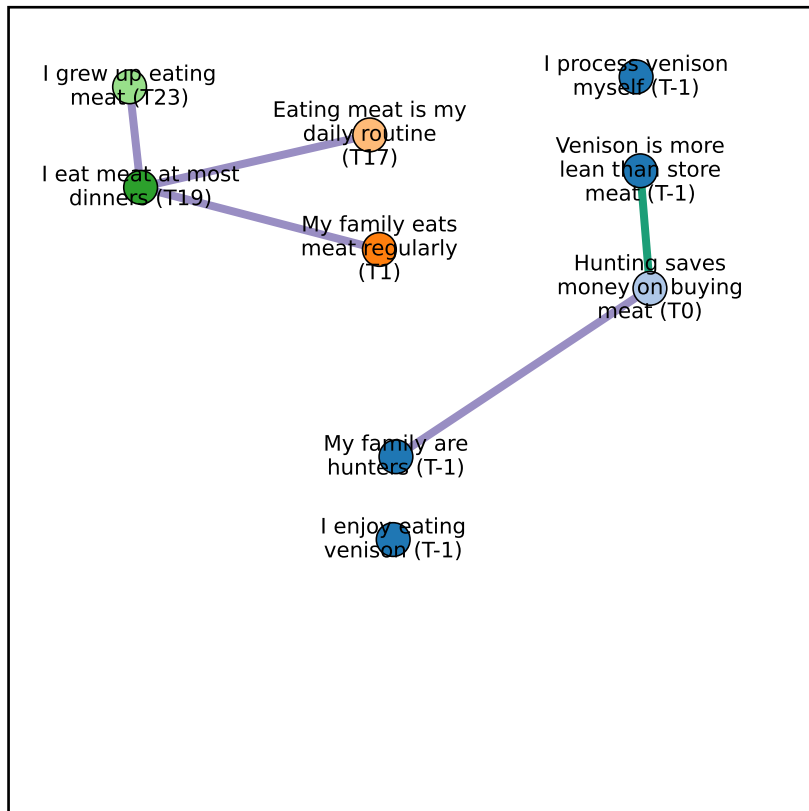 I grew up eating
meat (T23)
Eating meat is my
daily routine
(T17)
I eat meat at most
dinners (T19)
My family eats
meat regularly
(T1)
I process venison
myself (T-1)
Venison is more
lean than store
meat (T-1)
Hunting saves
money on buying
meat (T0)
My family are
hunters (T-1)
I enjoy eating
venison (T-1)